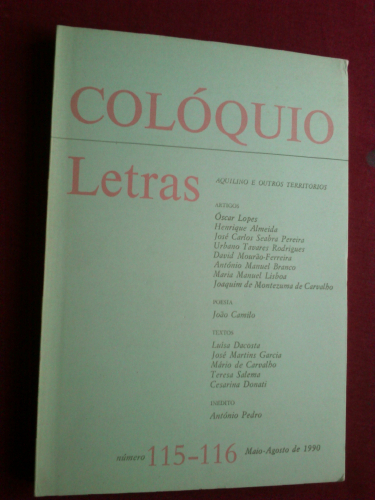 COLÓQUIO
Letras
AQUILINO E OUTROS TERRITÓRIOS
ARTIGOS
Óscar Lopes
Henrique Almeida
José Carlos Seabra Pereira
Urbano Tavares Rodrigues
David Mourão-Ferreira
António Manuel Branco
Maria Manuel Lisboa
Joaquim de Montezuma de Carvalho
POESIA
João Camilo
TEXTOS
Luísa Dacosta
José Martins Garcia
Mário de Carvalho
Teresa Salema
Cesarina Donati
INÉDITO
António Pedro
número 115-116 Maio-Agosto de 1990